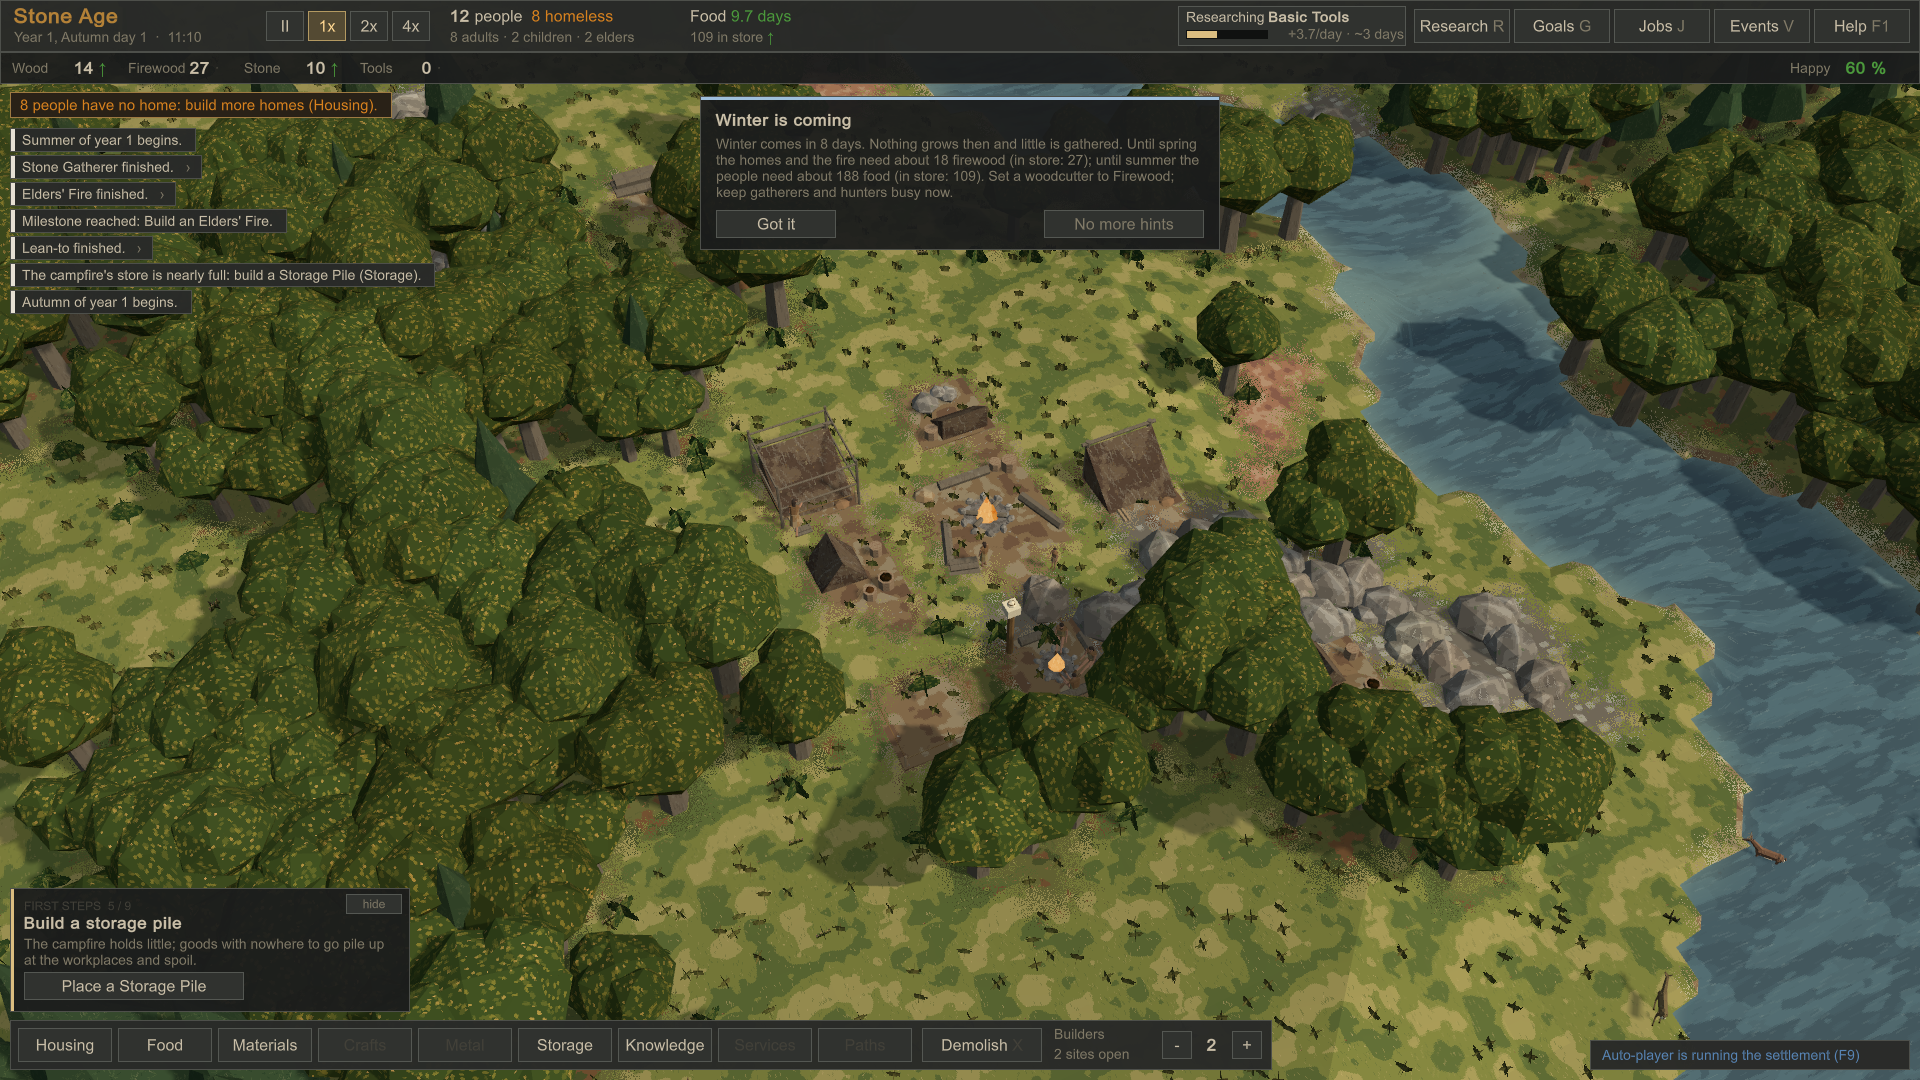 Stone Age
Year 1, Autumn day 1 · 11:10
II 1x 2x 4x
12 people 8 homeless
8 adults · 2 children · 2 elders
Food 9.7 days
109 in store ↑
Researching Basic Tools
+3.7/day · ~3 days
Research R
Goals G
Jobs J
Events V
Help F1
Wood 14 ↑ Firewood 27 Stone 10 ↑ Tools 0
Happy 60 %
8 people have no home: build more homes (Housing).
Summer of year 1 begins.
Stone Gatherer finished. ›
Elders' Fire finished. ›
Milestone reached: Build an Elders' Fire.
Lean-to finished. ›
The campfire's store is nearly full: build a Storage Pile (Storage).
Autumn of year 1 begins.
Winter is coming
Winter comes in 8 days. Nothing grows then and little is gathered. Until spring
the homes and the fire need about 18 firewood (in store: 27); until summer the
people need about 188 food (in store: 109). Set a woodcutter to Firewood;
keep gatherers and hunters busy now.
Got it
No more hints
FIRST STEPS 5 / 9
hide
Build a storage pile
The campfire holds little; goods with nowhere to go pile up
at the workplaces and spoil.
Place a Storage Pile
Housing
Food
Materials
Crafts
Metal
Storage
Knowledge
Services
Paths
Demolish X
Builders
2 sites open
- 2 +
Auto-player is running the settlement (F9)